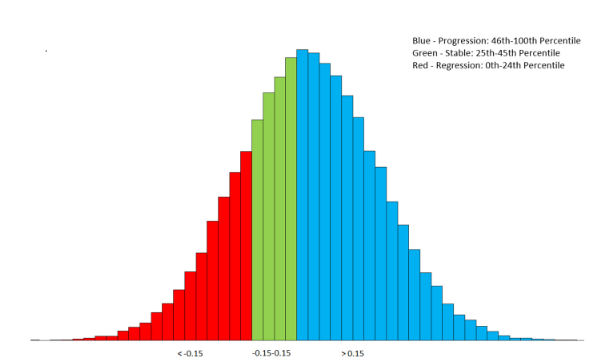 Blue - Progression: 46th-100th Percentile
Green - Stable: 25th-45th Percentile
Red - Regression: 0th-24th Percentile
< -0.15 -0.15-0.15 > 0.15